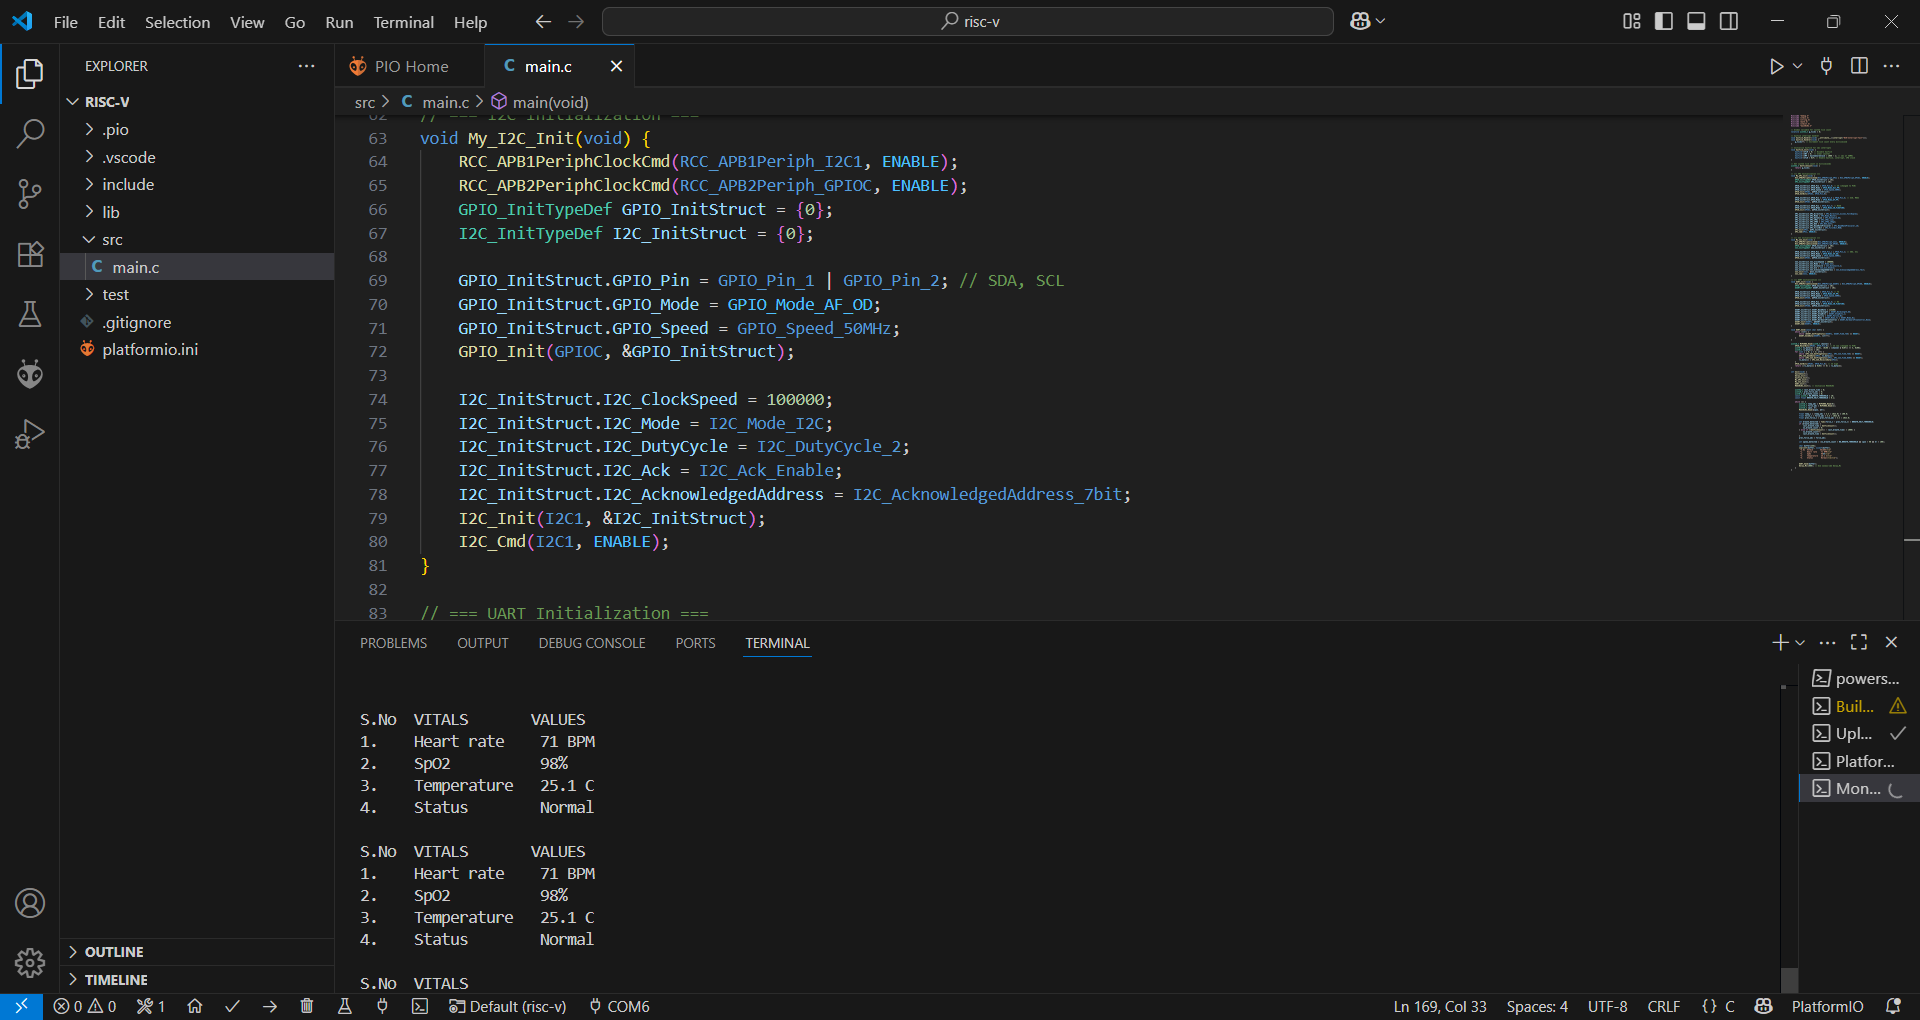 File Edit Selection View Go Run Terminal Help
risc-v
EXPLORER
RISC-V
.pio
.vscode
include
lib
src
C main.c
test
.gitignore
platformio.ini
OUTLINE
TIMELINE
PIO Home
C main.c
src > C main.c > main(void)
62 // === I2C Initialization ===
63 void My_I2C_Init(void) {
64 RCC_APB1PeriphClockCmd(RCC_APB1Periph_I2C1, ENABLE);
65 RCC_APB2PeriphClockCmd(RCC_APB2Periph_GPIOC, ENABLE);
66 GPIO_InitTypeDef GPIO_InitStruct = {0};
67 I2C_InitTypeDef I2C_InitStruct = {0};
68
69 GPIO_InitStruct.GPIO_Pin = GPIO_Pin_1 | GPIO_Pin_2; // SDA, SCL
70 GPIO_InitStruct.GPIO_Mode = GPIO_Mode_AF_OD;
71 GPIO_InitStruct.GPIO_Speed = GPIO_Speed_50MHz;
72 GPIO_Init(GPIOC, &GPIO_InitStruct);
73
74 I2C_InitStruct.I2C_ClockSpeed = 100000;
75 I2C_InitStruct.I2C_Mode = I2C_Mode_I2C;
76 I2C_InitStruct.I2C_DutyCycle = I2C_DutyCycle_2;
77 I2C_InitStruct.I2C_Ack = I2C_Ack_Enable;
78 I2C_InitStruct.I2C_AcknowledgedAddress = I2C_AcknowledgedAddress_7bit;
79 I2C_Init(I2C1, &I2C_InitStruct);
80 I2C_Cmd(I2C1, ENABLE);
81 }
82
83 // === UART Initialization ===
PROBLEMS OUTPUT DEBUG CONSOLE PORTS TERMINAL
S.No VITALS VALUES
1. Heart rate 71 BPM
2. SpO2 98%
3. Temperature 25.1 C
4. Status Normal
S.No VITALS VALUES
1. Heart rate 71 BPM
2. SpO2 98%
3. Temperature 25.1 C
4. Status Normal
S.No VITALS
powers...
Buil...
Upl...
Platfor...
Mon...
0 0 1 Default (risc-v) COM6 Ln 169, Col 33 Spaces: 4 UTF-8 CRLF {} C PlatformIO